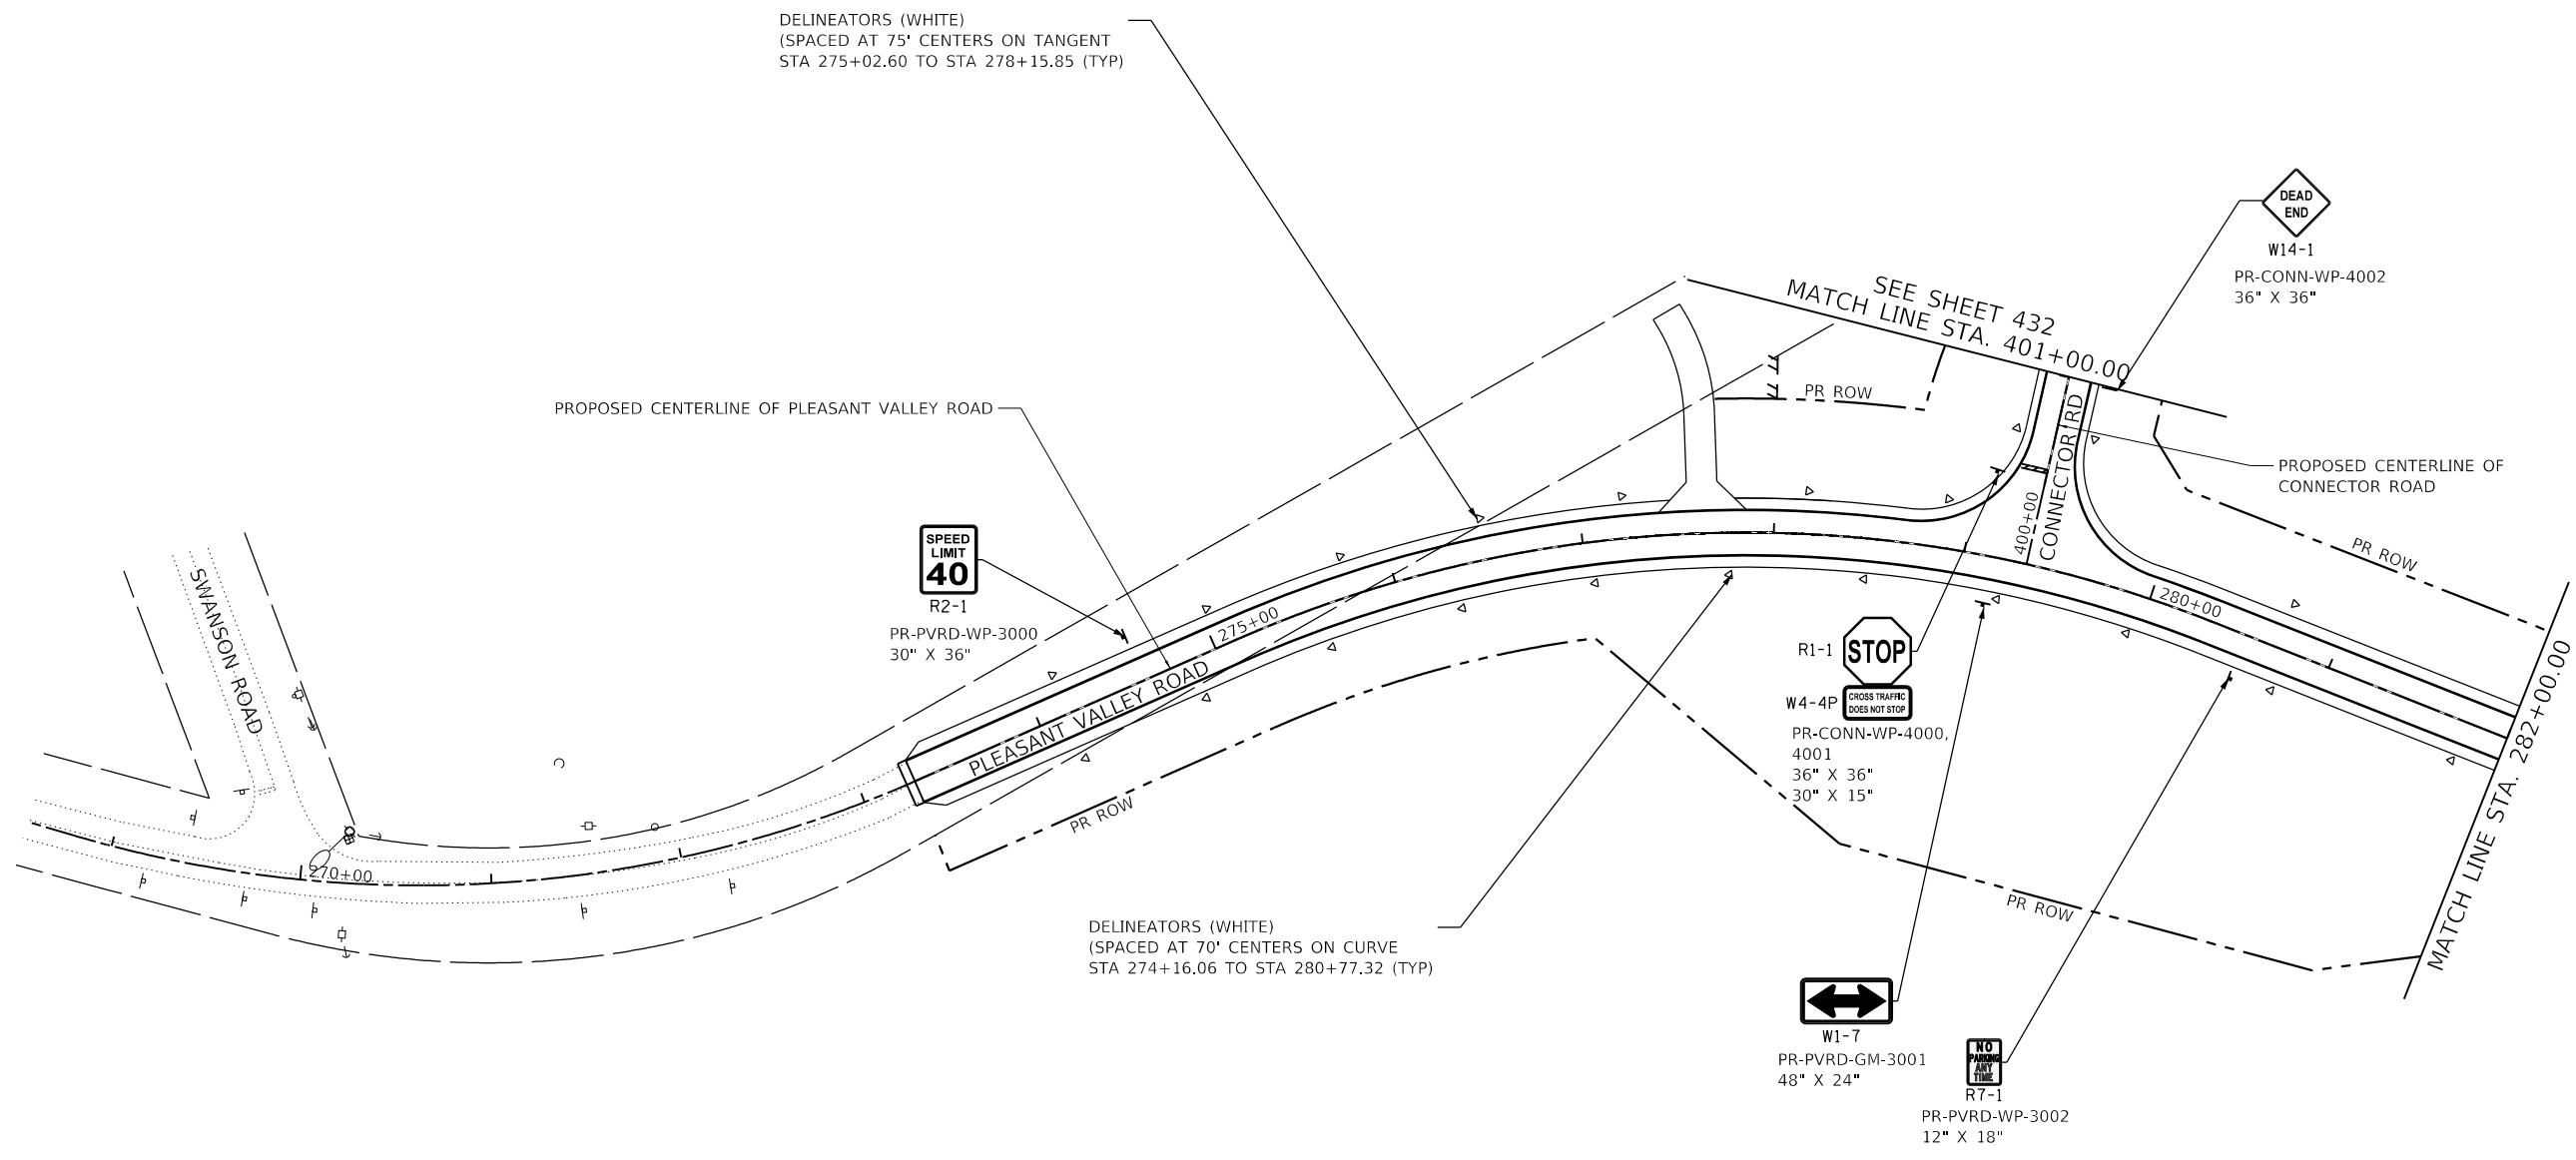 DELINEATORS (WHITE)
(SPACED AT 75' CENTERS ON TANGENT
STA 275+02.60 TO STA 278+15.85 (TYP)
DEAD
END
W14-1
PR-CONN-WP-4002
36" X 36"
SEE SHEET 432
MATCH LINE STA. 401+00.00
PR ROW
PROPOSED CENTERLINE OF PLEASANT VALLEY ROAD
PROPOSED CENTERLINE OF
CONNECTOR ROAD
CONNECTOR RD
400+00
PR ROW
SPEED
LIMIT
40
R2-1
PR-PVRD-WP-3000
30" X 36"
SWANSON ROAD
275+00
280+00
PLEASANT VALLEY ROAD
R1-1
STOP
W4-4P
CROSS TRAFFIC
DOES NOT STOP
PR-CONN-WP-4000,
4001
36" X 36"
30" X 15"
MATCH LINE STA. 282+00.00
PR ROW
270+00
PR ROW
DELINEATORS (WHITE)
(SPACED AT 70' CENTERS ON CURVE
STA 274+16.06 TO STA 280+77.32 (TYP)
W1-7
PR-PVRD-GM-3001
48" X 24"
NO
PARKING
ANY
TIME
R7-1
PR-PVRD-WP-3002
12" X 18"